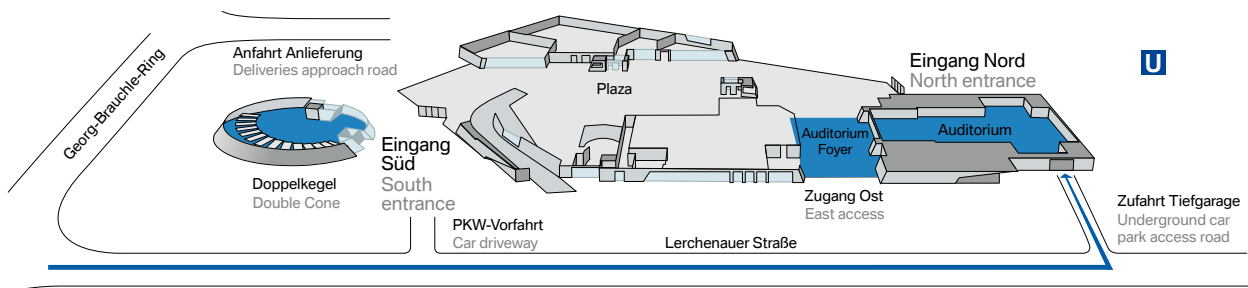 Georg-Brauchle-Ring
Anfahrt Anlieferung
Deliveries approach road
Doppelkegel
Double Cone
Eingang
Süd
South
entrance
PKW-Vorfahrt
Car driveway
Plaza
Lerchenauer Straße
Auditorium
Foyer
Zugang Ost
East access
Eingang Nord
North entrance
Auditorium
U
Zufahrt Tiefgarage
Underground car
park access road